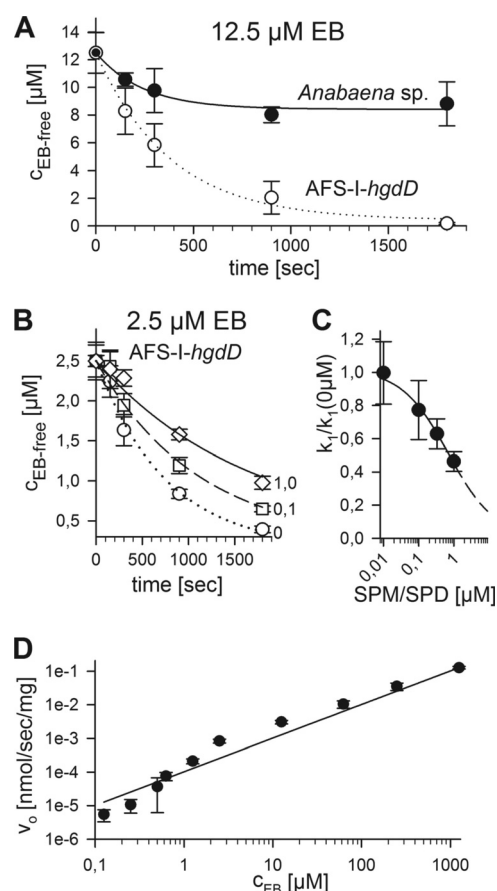 A
12.5 µM EB
c_EB-free [µM]
14
12
10
8
6
4
2
0
Anabaena sp.
AFS-I-hgdD
0 500 1000 1500
time [sec]
B
2.5 µM EB
AFS-I-hgdD
c_EB-free [µM]
2,5
2,0
1,5
1,0
0,5
1,0
0,1
0
0 500 1000 1500
time [sec]
C
k₁/k₁(0µM)
1,2
1,0
0,8
0,6
0,4
0,2
0,0
0,01 0,1 1
SPM/SPD [µM]
D
v_o [nmol/sec/mg]
1e-1
1e-2
1e-3
1e-4
1e-5
1e-6
0,1 1 10 100 1000
c_EB [µM]